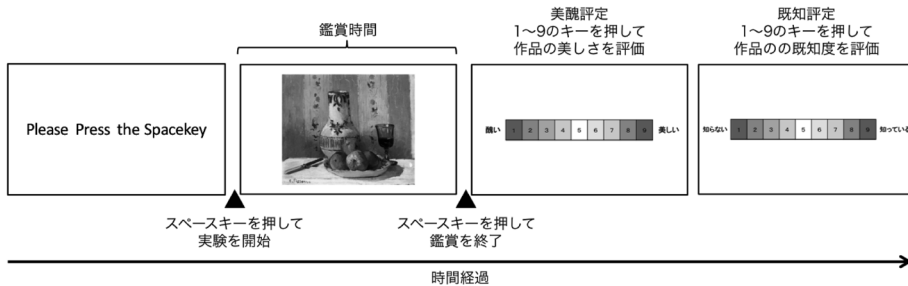 鑑賞時間
美醜評定
1〜9のキーを押して
作品の美しさを評価
既知評定
1〜9のキーを押して
作品のの既知度を評価
Please Press the Spacekey
醜い 1 2 3 4 5 6 7 8 9 美しい
知らない 1 2 3 4 5 6 7 8 9 知っている
スペースキーを押して
実験を開始
スペースキーを押して
鑑賞を終了
時間経過